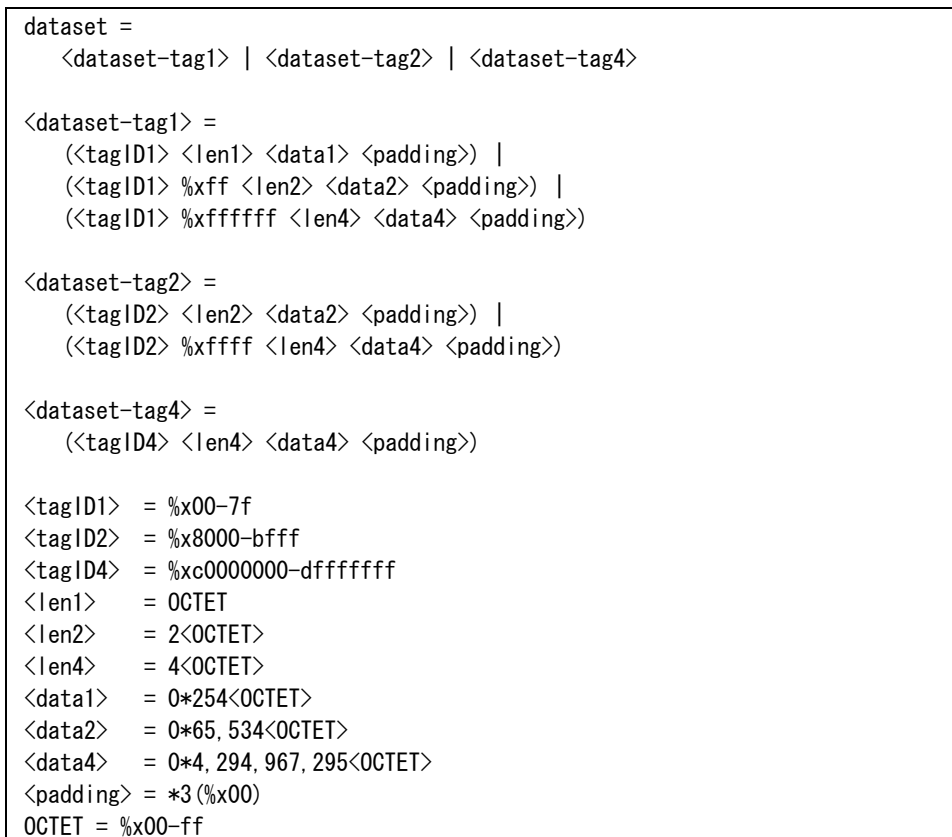 dataset =
<dataset-tag1> | <dataset-tag2> | <dataset-tag4>
<dataset-tag1> =
(<tagID1> <len1> <data1> <padding>) |
(<tagID1> %xff <len2> <data2> <padding>) |
(<tagID1> %xffffff <len4> <data4> <padding>)
<dataset-tag2> =
(<tagID2> <len2> <data2> <padding>) |
(<tagID2> %xffff <len4> <data4> <padding>)
<dataset-tag4> =
(<tagID4> <len4> <data4> <padding>)
<tagID1> = %x00-7f
<tagID2> = %x8000-bfff
<tagID4> = %xc0000000-dfffffff
<len1> = OCTET
<len2> = 2<OCTET>
<len4> = 4<OCTET>
<data1> = 0*254<OCTET>
<data2> = 0*65,534<OCTET>
<data4> = 0*4,294,967,295<OCTET>
<padding> = *3(%x00)
OCTET = %x00-ff